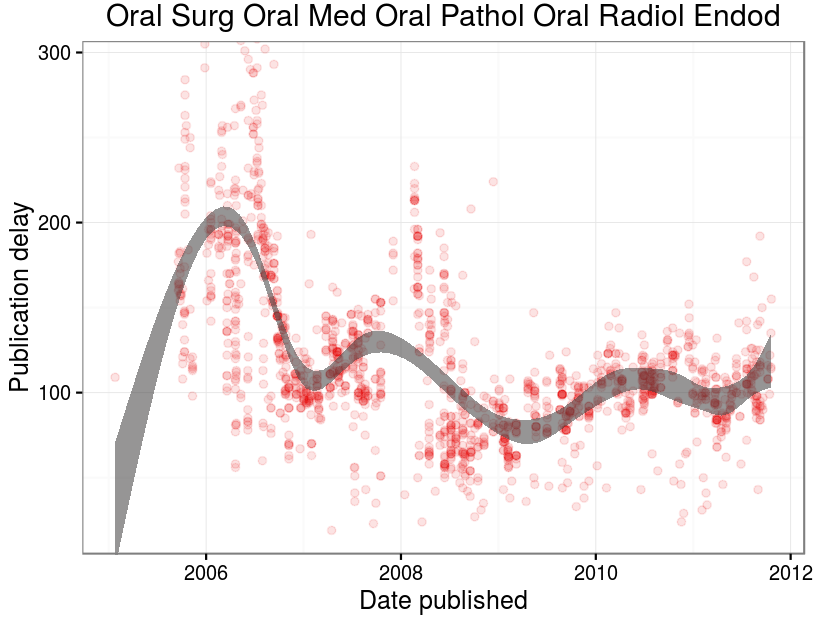 Oral Surg Oral Med Oral Pathol Oral Radiol Endod
300
200
100
Publication delay
2006 2008 2010 2012
Date published